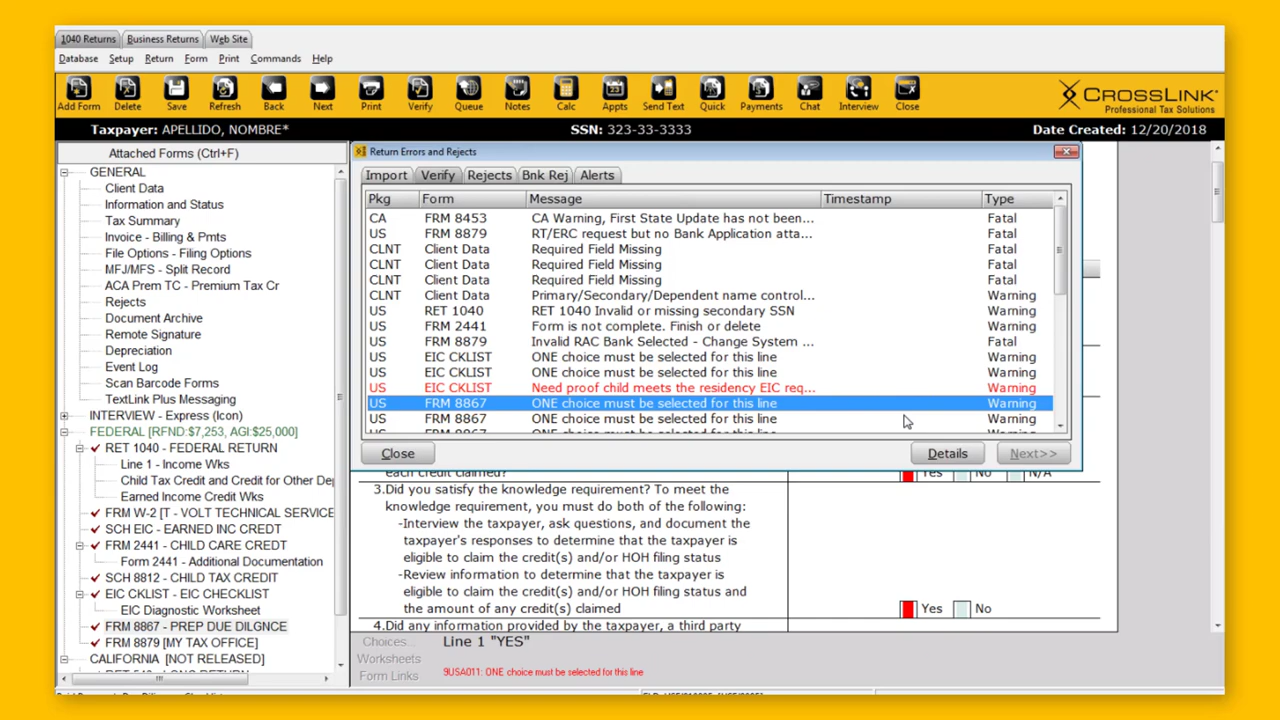 1040 Returns Business Returns Web Site
Database Setup Return Form Print Commands Help
Add Form Delete Save Refresh Back Next Print Verify Queue Notes Calc Appts Send Text Quick Payments Chat Interview Close
CROSSLINK
Professional Tax Solutions
Taxpayer: APELLIDO, NOMBRE* SSN: 323-33-3333 Date Created: 12/20/2018
Attached Forms (Ctrl+F)
GENERAL
Client Data
Information and Status
Tax Summary
Invoice - Billing & Pmts
File Options - Filing Options
MFJ/MFS - Split Record
ACA Prem TC - Premium Tax Cr
Rejects
Document Archive
Remote Signature
Depreciation
Event Log
Scan Barcode Forms
TextLink Plus Messaging
INTERVIEW - Express (Icon)
FEDERAL [RFND:$7,253, AGI:$25,000]
RET 1040 - FEDERAL RETURN
Line 1 - Income Wks
Child Tax Credit and Credit for Other De
Earned Income Credit Wks
FRM W-2 [T - VOLT TECHNICAL SERVICE
SCH EIC - EARNED INC CREDT
FRM 2441 - CHILD CARE CREDT
Form 2441 - Additional Documentation
SCH 8812 - CHILD TAX CREDIT
EIC CKLIST - EIC CHECKLIST
EIC Diagnostic Worksheet
FRM 8867 - PREP DUE DILGNCE
FRM 8879 [MY TAX OFFICE]
CALIFORNIA [NOT RELEASED]
Return Errors and Rejects
Import Verify Rejects Bnk Rej Alerts
Pkg Form Message Timestamp Type
CA FRM 8453 CA Warning, First State Update has not been... Fatal
US FRM 8879 RT/ERC request but no Bank Application atta... Fatal
CLNT Client Data Required Field Missing Fatal
CLNT Client Data Required Field Missing Fatal
CLNT Client Data Required Field Missing Fatal
CLNT Client Data Primary/Secondary/Dependent name control... Warning
US RET 1040 RET 1040 Invalid or missing secondary SSN Warning
US FRM 2441 Form is not complete. Finish or delete Warning
US FRM 8879 Invalid RAC Bank Selected - Change System ... Fatal
US EIC CKLIST ONE choice must be selected for this line Warning
US EIC CKLIST ONE choice must be selected for this line Warning
US EIC CKLIST Need proof child meets the residency EIC req... Warning
US FRM 8867 ONE choice must be selected for this line Warning
US FRM 8867 ONE choice must be selected for this line Warning
Close Details Next>>
each credit claimed? Yes No N/A
3.Did you satisfy the knowledge requirement? To meet the
knowledge requirement, you must do both of the following:
-Interview the taxpayer, ask questions, and document the
taxpayer's responses to determine that the taxpayer is
eligible to claim the credit(s) and/or HOH filing status
-Review information to determine that the taxpayer is
eligible to claim the credit(s) and/or HOH filing status and
the amount of any credit(s) claimed Yes No
4.Did any information provided by the taxpayer, a third party
Choices... Line 1 "YES"
Worksheets
Form Links 9USA011: ONE choice must be selected for this line